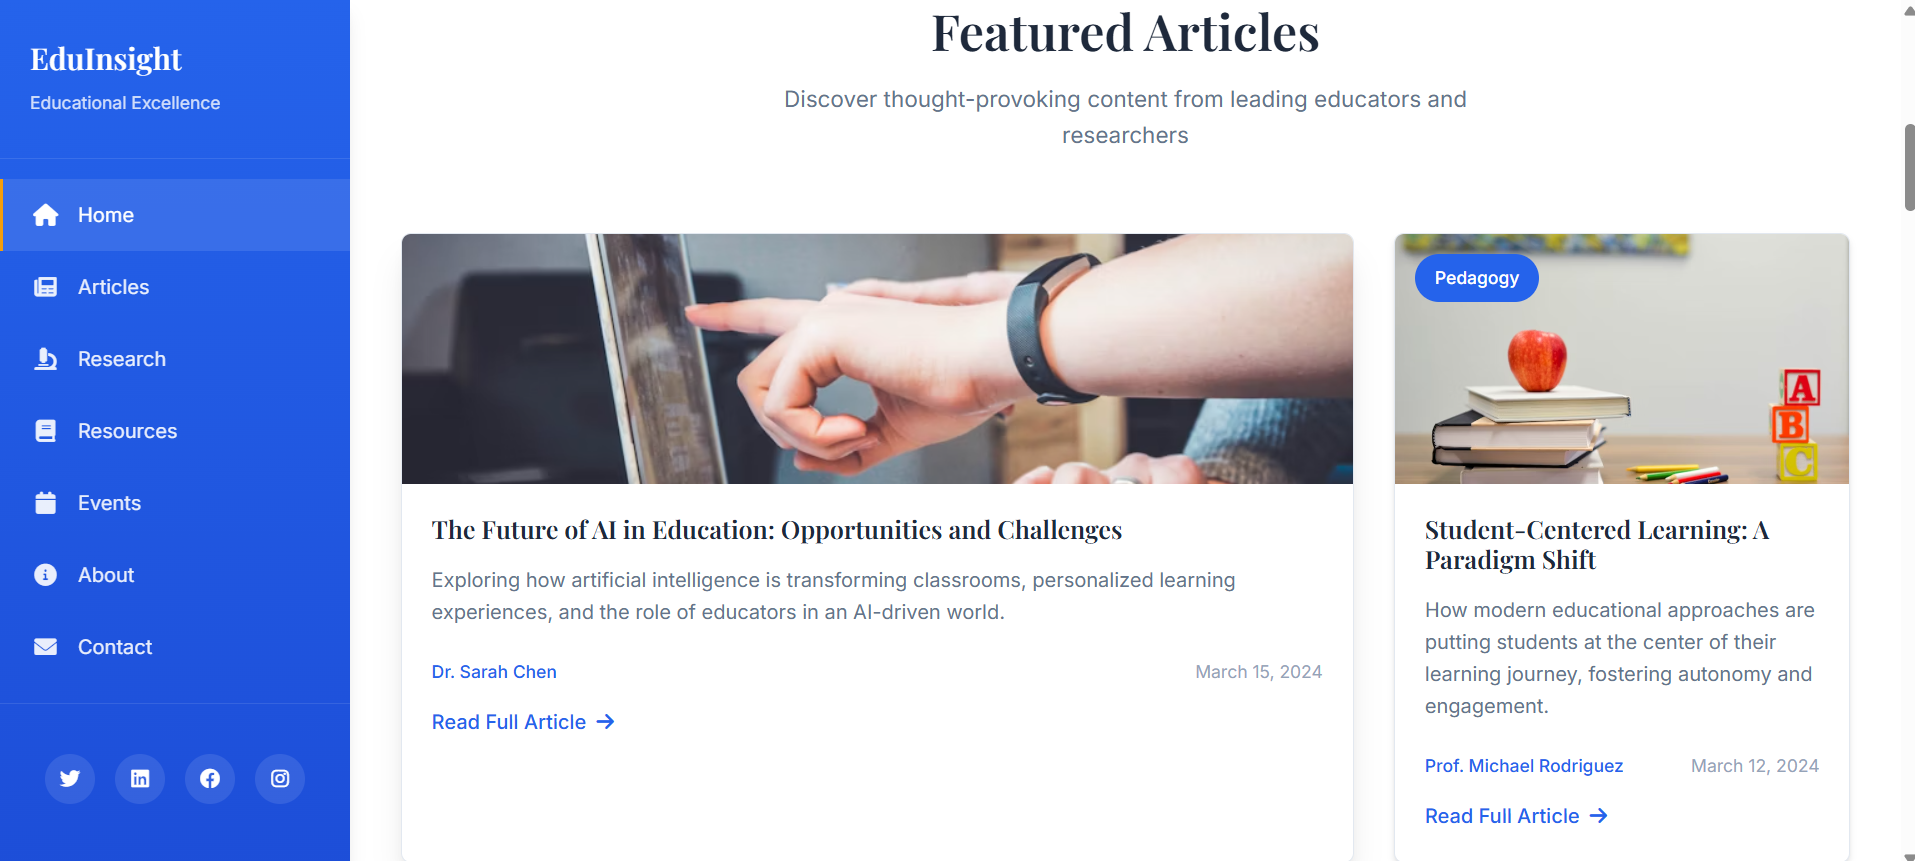 EduInsight
Educational Excellence
Home
Articles
Research
Resources
Events
About
Contact
Featured Articles
Discover thought-provoking content from leading educators and
researchers
The Future of AI in Education: Opportunities and Challenges
Exploring how artificial intelligence is transforming classrooms, personalized learning
experiences, and the role of educators in an AI-driven world.
Dr. Sarah Chen
March 15, 2024
Read Full Article
Pedagogy
A
B
C
Student-Centered Learning: A
Paradigm Shift
How modern educational approaches are
putting students at the center of their
learning journey, fostering autonomy and
engagement.
Prof. Michael Rodriguez
March 12, 2024
Read Full Article